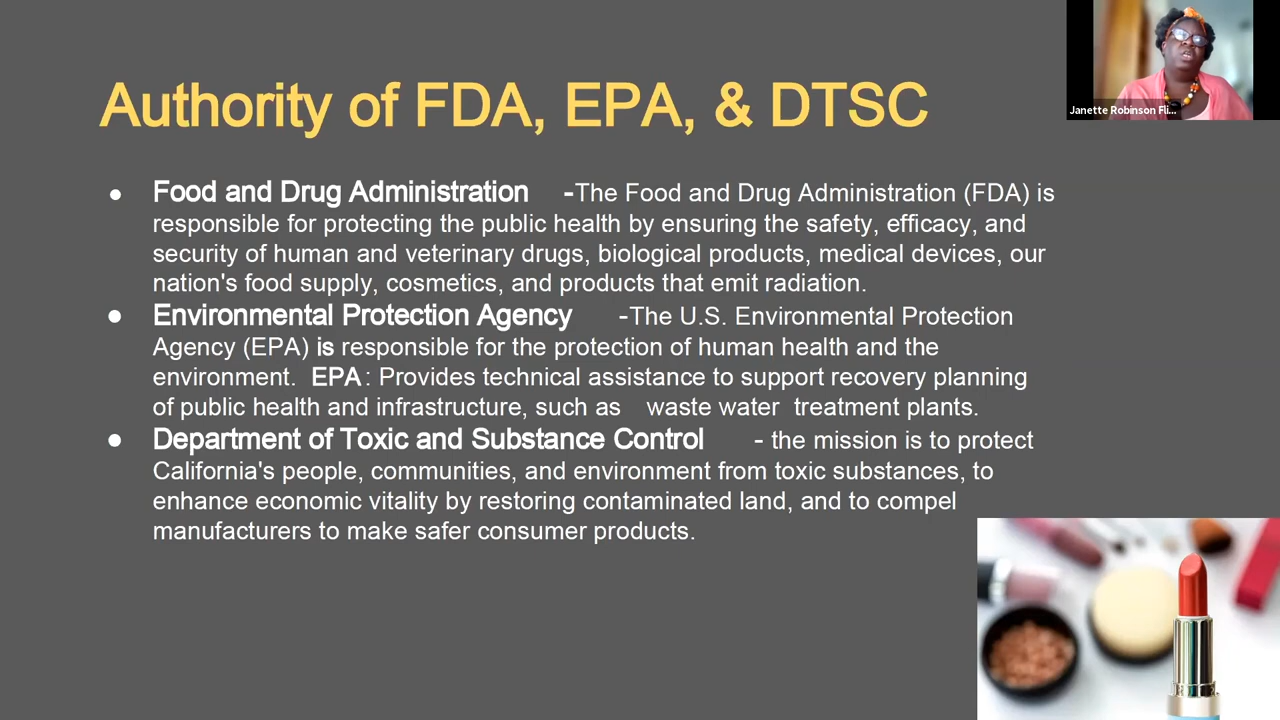 Authority of FDA, EPA, & DTSC
Janette Robinson Fli...
● Food and Drug Administration -The Food and Drug Administration (FDA) is
responsible for protecting the public health by ensuring the safety, efficacy, and
security of human and veterinary drugs, biological products, medical devices, our
nation's food supply, cosmetics, and products that emit radiation.
● Environmental Protection Agency -The U.S. Environmental Protection
Agency (EPA) is responsible for the protection of human health and the
environment. EPA: Provides technical assistance to support recovery planning
of public health and infrastructure, such as waste water treatment plants.
● Department of Toxic and Substance Control - the mission is to protect
California's people, communities, and environment from toxic substances, to
enhance economic vitality by restoring contaminated land, and to compel
manufacturers to make safer consumer products.